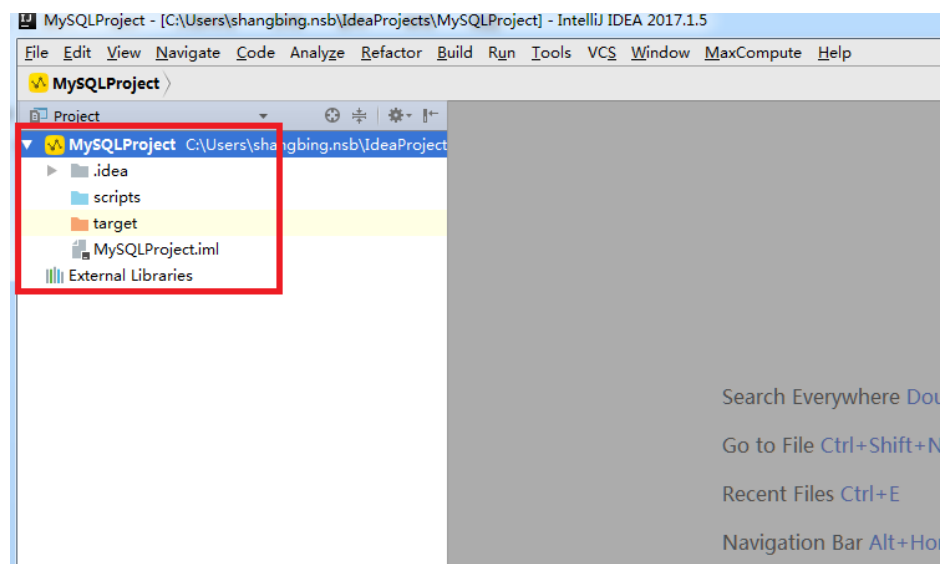 MySQLProject - [C:\Users\shangbing.nsb\IdeaProjects\MySQLProject] - IntelliJ IDEA 2017.1.5
File Edit View Navigate Code Analyze Refactor Build Run Tools VCS Window MaxCompute Help
MySQLProject
Project
MySQLProject C:\Users\shangbing.nsb\IdeaProject
.idea
scripts
target
MySQLProject.iml
External Libraries
Search Everywhere Dou
Go to File Ctrl+Shift+N
Recent Files Ctrl+E
Navigation Bar Alt+Ho